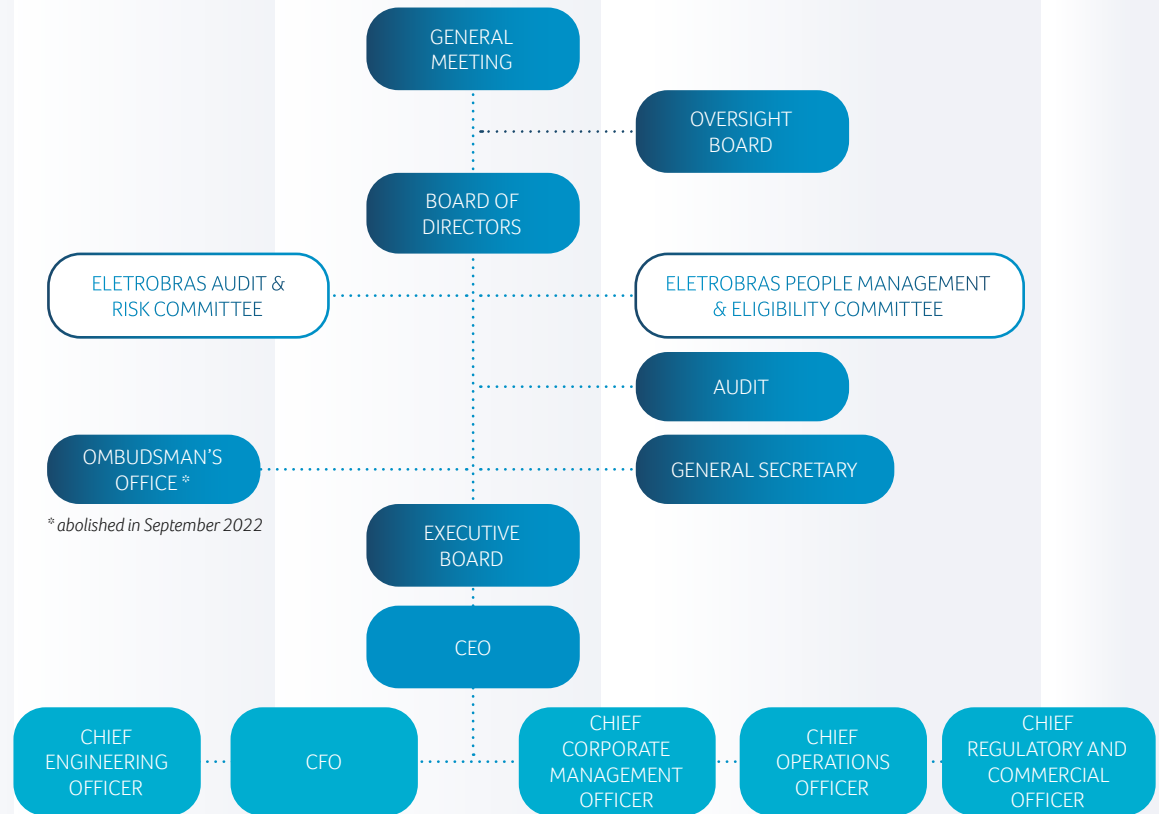 GENERAL
MEETING
OVERSIGHT
BOARD
BOARD OF
DIRECTORS
ELETROBRAS AUDIT &
RISK COMMITTEE
ELETROBRAS PEOPLE MANAGEMENT
& ELIGIBILITY COMMITTEE
AUDIT
OMBUDSMAN'S
OFFICE *
GENERAL SECRETARY
* abolished in September 2022
EXECUTIVE
BOARD
CEO
CHIEF
ENGINEERING
OFFICER
CFO
CHIEF
CORPORATE
MANAGEMENT
OFFICER
CHIEF
OPERATIONS
OFFICER
CHIEF
REGULATORY AND
COMMERCIAL
OFFICER